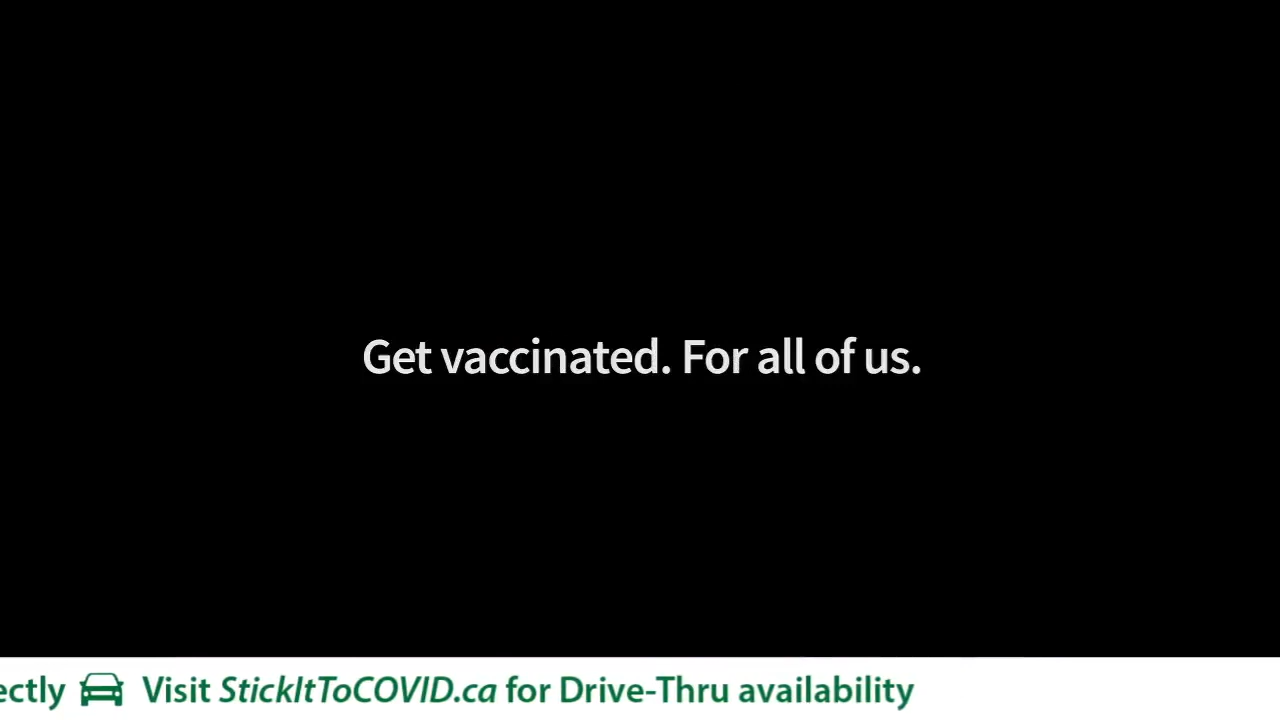 Get vaccinated. For all of us.
ectly Visit StickItToCOVID.ca for Drive-Thru availability